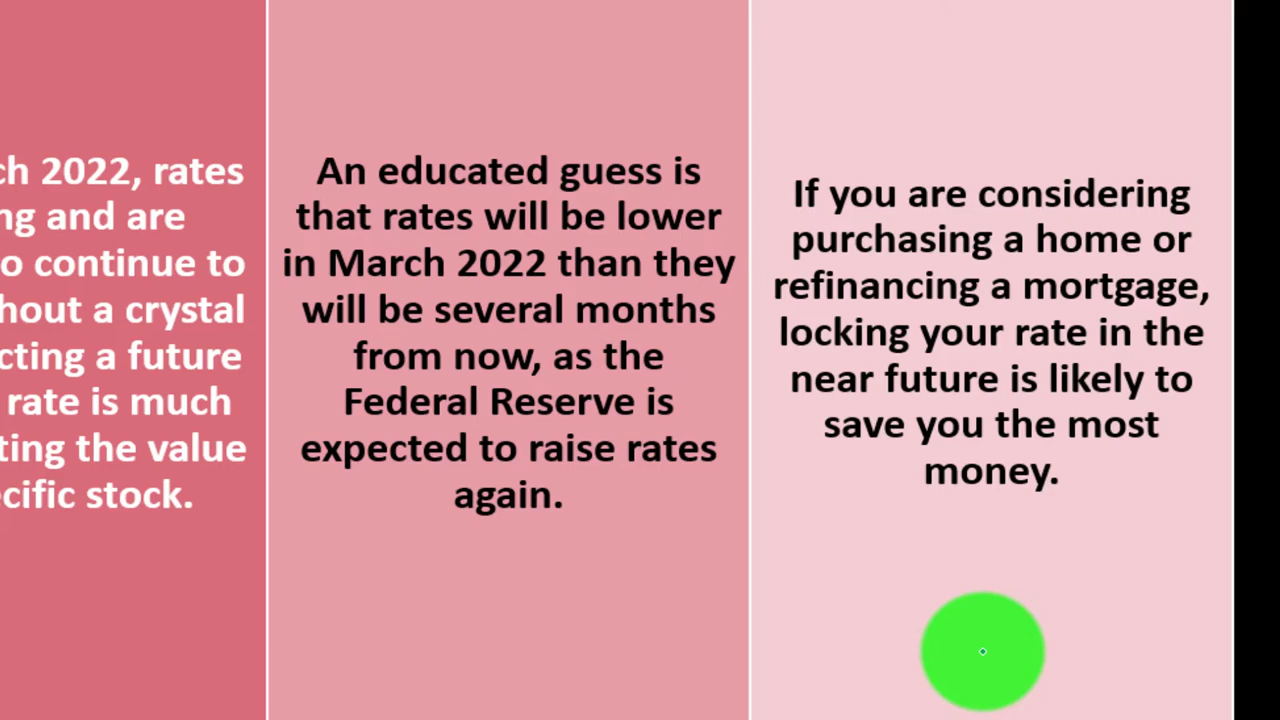 ch 2022, rates
ng and are
o continue to
hout a crystal
cting a future
rate is much
ting the value
cific stock.
An educated guess is
that rates will be lower
in March 2022 than they
will be several months
from now, as the
Federal Reserve is
expected to raise rates
again.
If you are considering
purchasing a home or
refinancing a mortgage,
locking your rate in the
near future is likely to
save you the most
money.